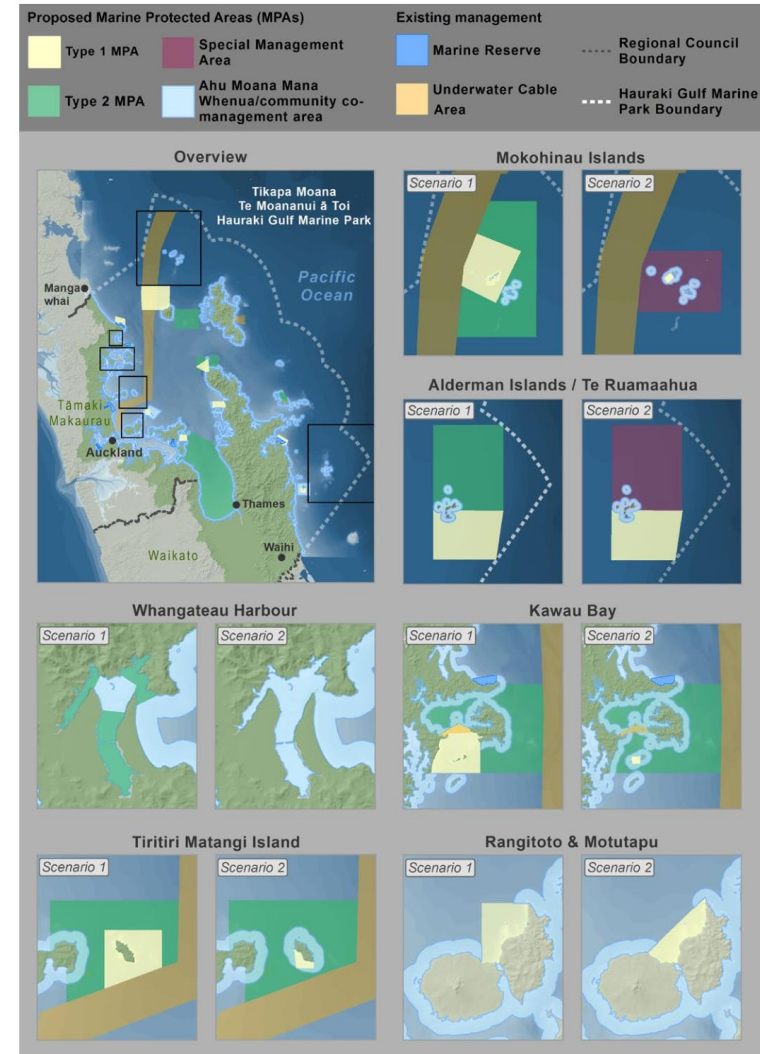 Proposed Marine Protected Areas (MPAs)
Existing management
Type 1 MPA
Special Management
Area
Marine Reserve
Regional Council
Boundary
Type 2 MPA
Ahu Moana Mana
Whenua/community co-
management area
Underwater Cable
Area
Hauraki Gulf Marine
Park Boundary
Overview
Tikapa Moana
Te Moananui ā Toi
Hauraki Gulf Marine Park
Pacific
Ocean
Manga
whai
Tāmaki
Makaurau
Auckland
Thames
Waikato
Waihi
Mokohinau Islands
Scenario 1
Scenario 2
Alderman Islands / Te Ruamaahua
Scenario 1
Scenario 2
Whangateau Harbour
Scenario 1
Scenario 2
Kawau Bay
Scenario 1
Scenario 2
Tiritiri Matangi Island
Scenario 1
Scenario 2
Rangitoto & Motutapu
Scenario 1
Scenario 2